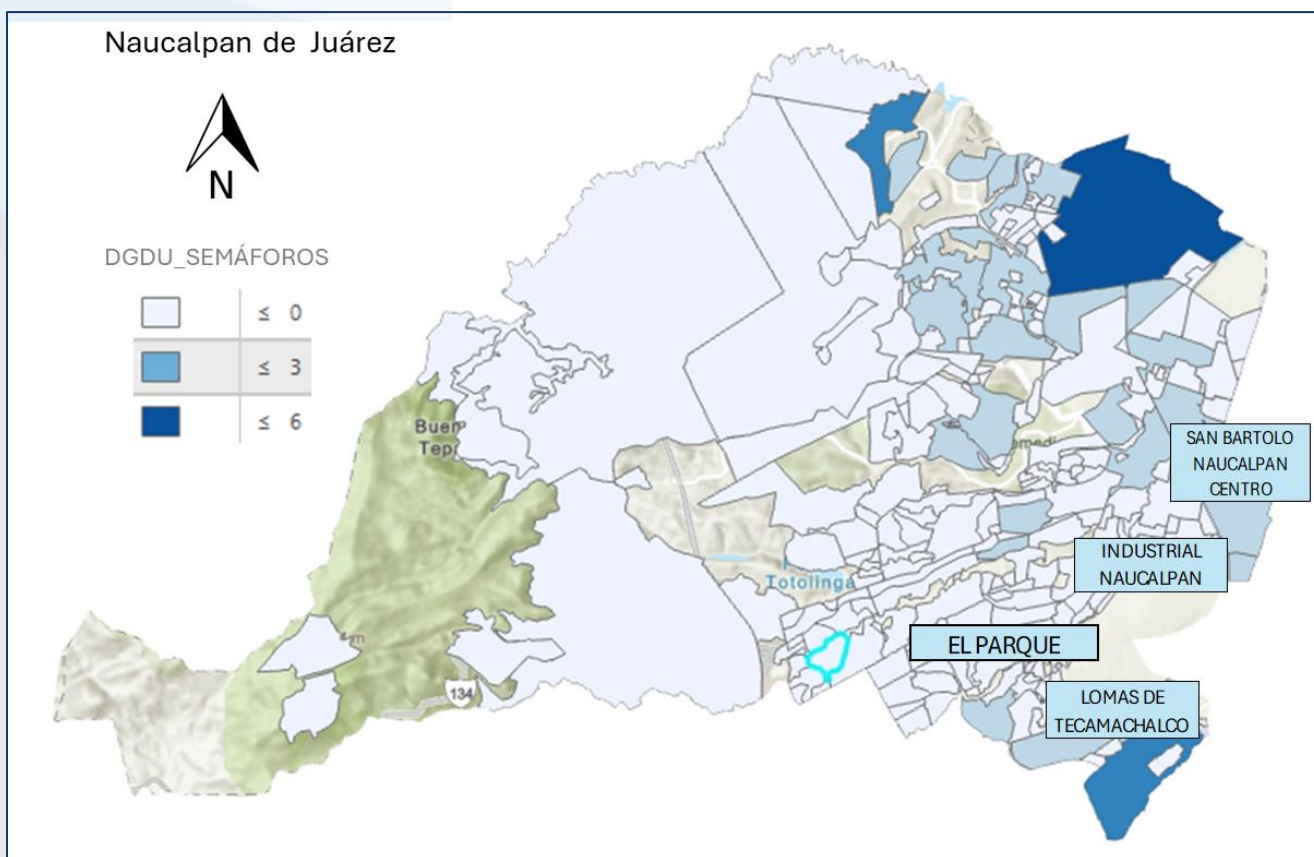 Naucalpan de Juárez
N
DGDU_SEMÁFOROS
≤ 0
≤ 3
≤ 6
Totolinga
134
SAN BARTOLO
NAUCALPAN
CENTRO
INDUSTRIAL
NAUCALPAN
EL PARQUE
LOMAS DE
TECAMACHALCO